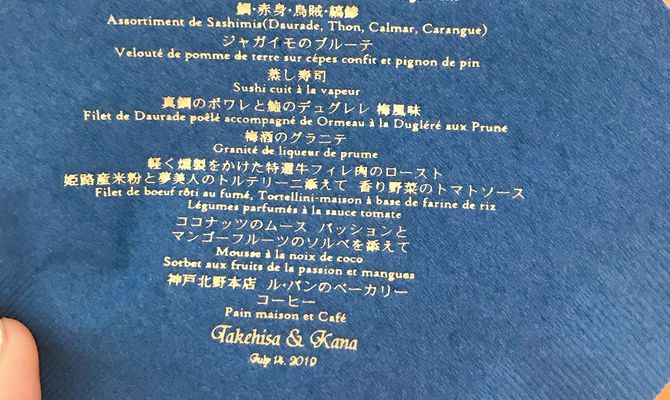 鯛・赤身・烏賊・縞鯵
Assortment de Sashimis(Daurade, Thon, Calmar, Carangue)
ジャガイモのブルーテ
Velouté de pomme de terre sur cépes confit et pignon de pin
蒸し寿司
Sushi cuit à la vapeur
真鯛のポワレと鮑のデュグレレ 梅風味
Filet de Daurade poêlé accompagné de Ormeau à la Dugléré aux Prune
梅酒のグラニテ
Granité de liqueur de prume
軽く燻製をかけた特選牛フィレ肉のロースト
姫路産米粉と夢美人のトルテリーニ添えて 香り野菜のトマトソース
Filet de boeuf rôti au fumé, Tortellini-maison à base de farine de riz
Légumes parfumés à la sauce tomate
ココナッツのムース パッションと
マンゴーフルーツのソルベを添えて
Mousse à la noix de coco
Sorbet aux fruits de la passion et mangues
神戸北野本店 ル・パンのベーカリー
コーヒー
Pain maison et Café
Takehisa & Kana
July 14, 2019